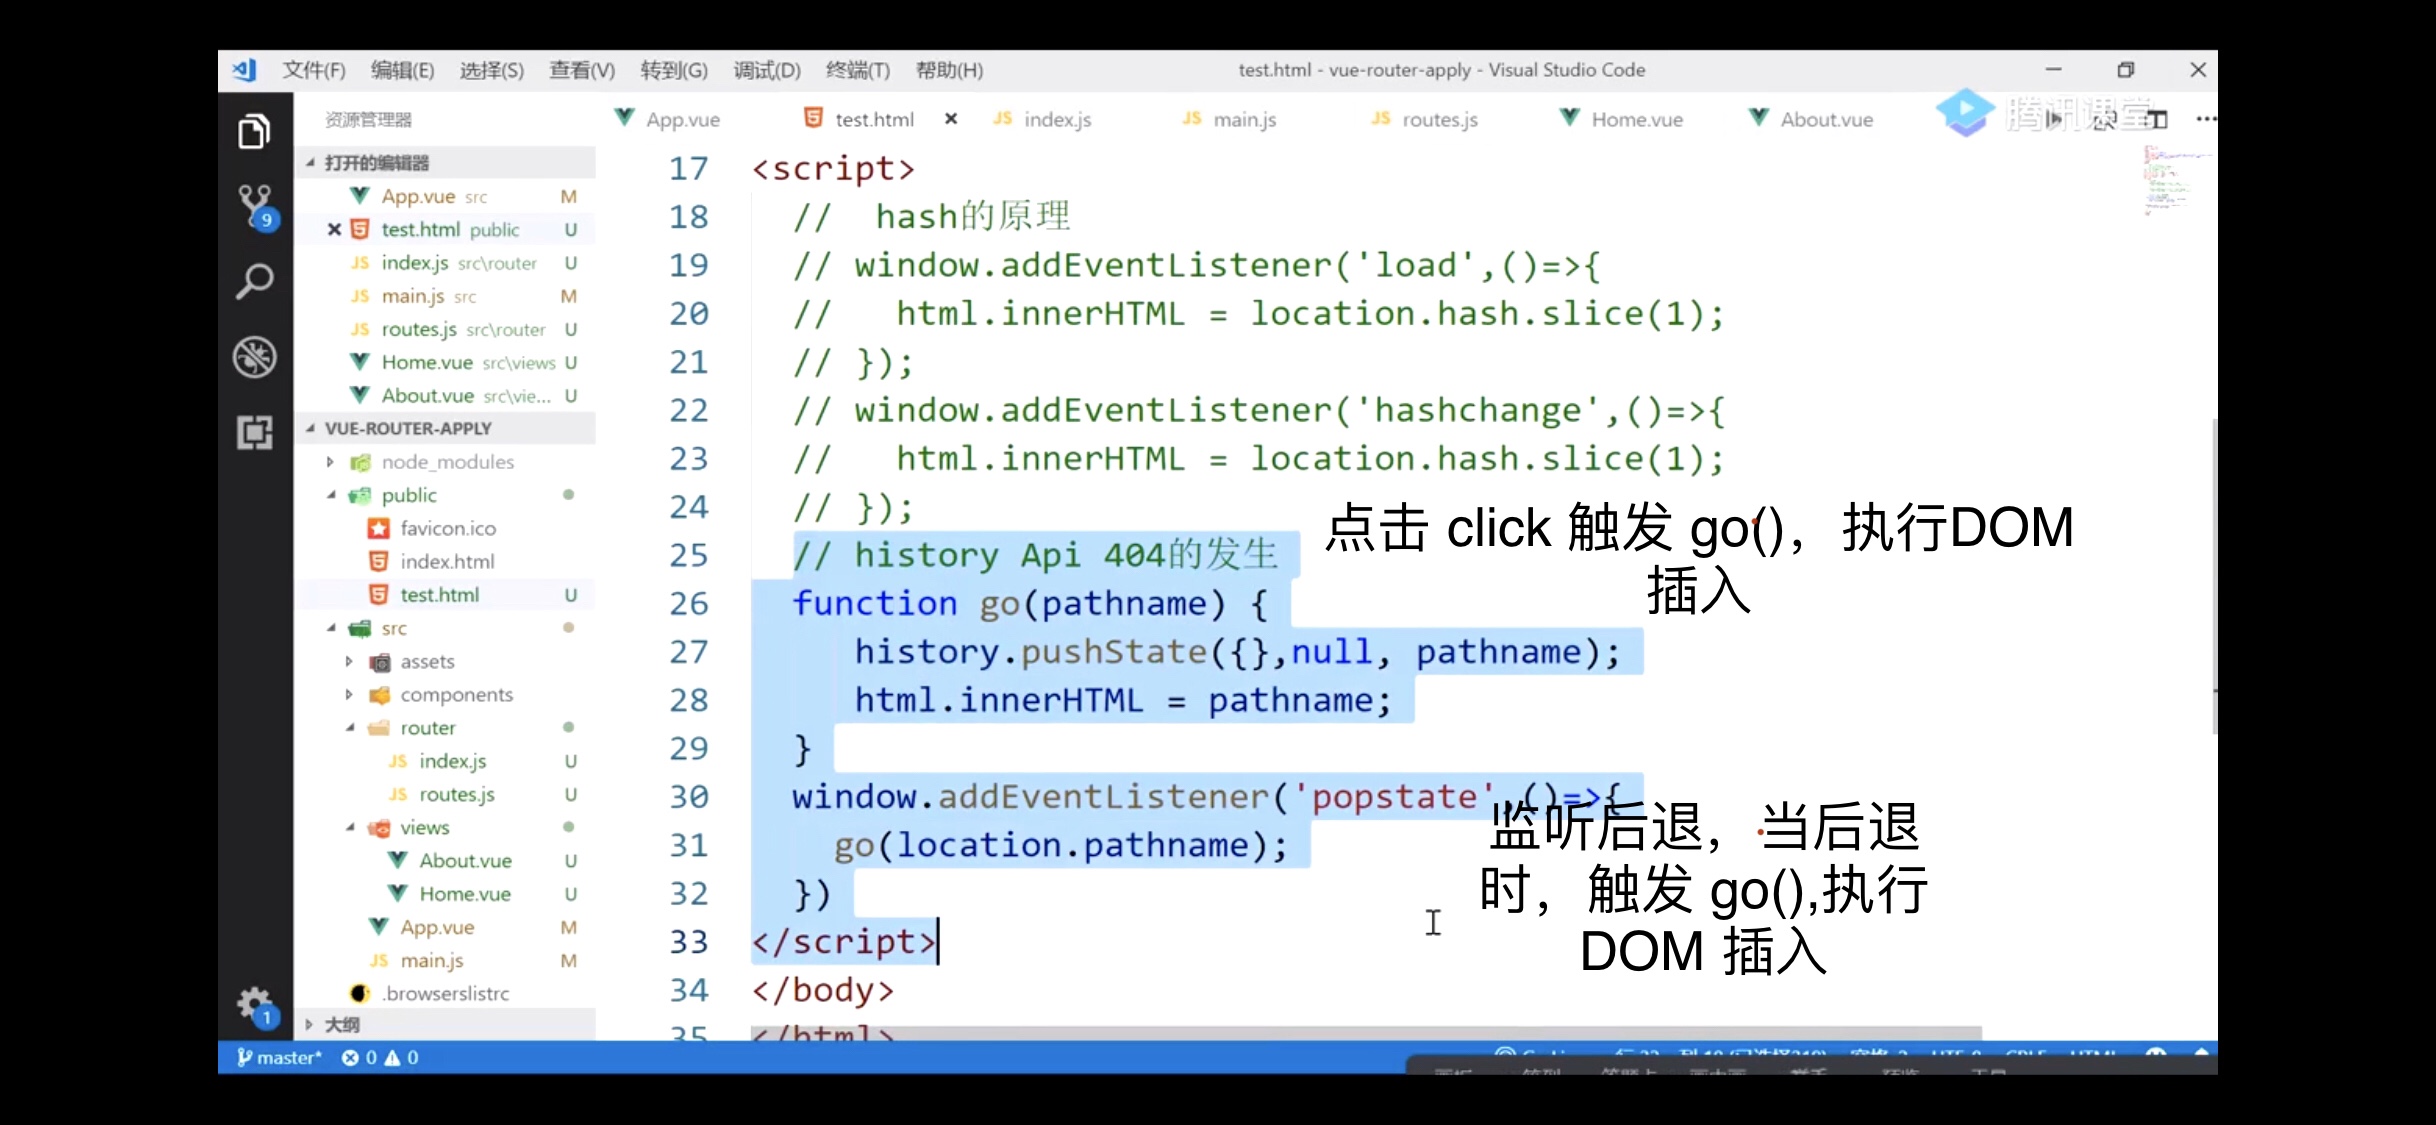 文件(F) 编辑(E) 选择(S) 查看(V) 转到(G) 调试(D) 终端(T) 帮助(H) test.html - vue-router-apply - Visual Studio Code
资源管理器
App.vue test.html index.js main.js routes.js Home.vue About.vue
腾讯课堂
打开的编辑器
App.vue src M
test.html public U
index.js src\router U
main.js src M
routes.js src\router U
Home.vue src\views U
About.vue src\vie... U
VUE-ROUTER-APPLY
node_modules
public
favicon.ico
index.html
test.html U
src
assets
components
router
index.js U
routes.js U
views
About.vue U
Home.vue U
App.vue M
main.js M
.browserslistrc
大纲
9
1
17 <script>
18 // hash的原理
19 // window.addEventListener('load',()=>{
20 // html.innerHTML = location.hash.slice(1);
21 // });
22 // window.addEventListener('hashchange',()=>{
23 // html.innerHTML = location.hash.slice(1);
24 // });
25 // history Api 404的发生
26 function go(pathname) {
27 history.pushState({},null, pathname);
28 html.innerHTML = pathname;
29 }
30 window.addEventListener('popstate',()=>{
31 go(location.pathname);
32 })
33 </script>
34 </body>
35 </html>
点击 click 触发 go()，执行DOM
插入
监听后退，当后退
时，触发 go(),执行
DOM 插入
master* 0 0